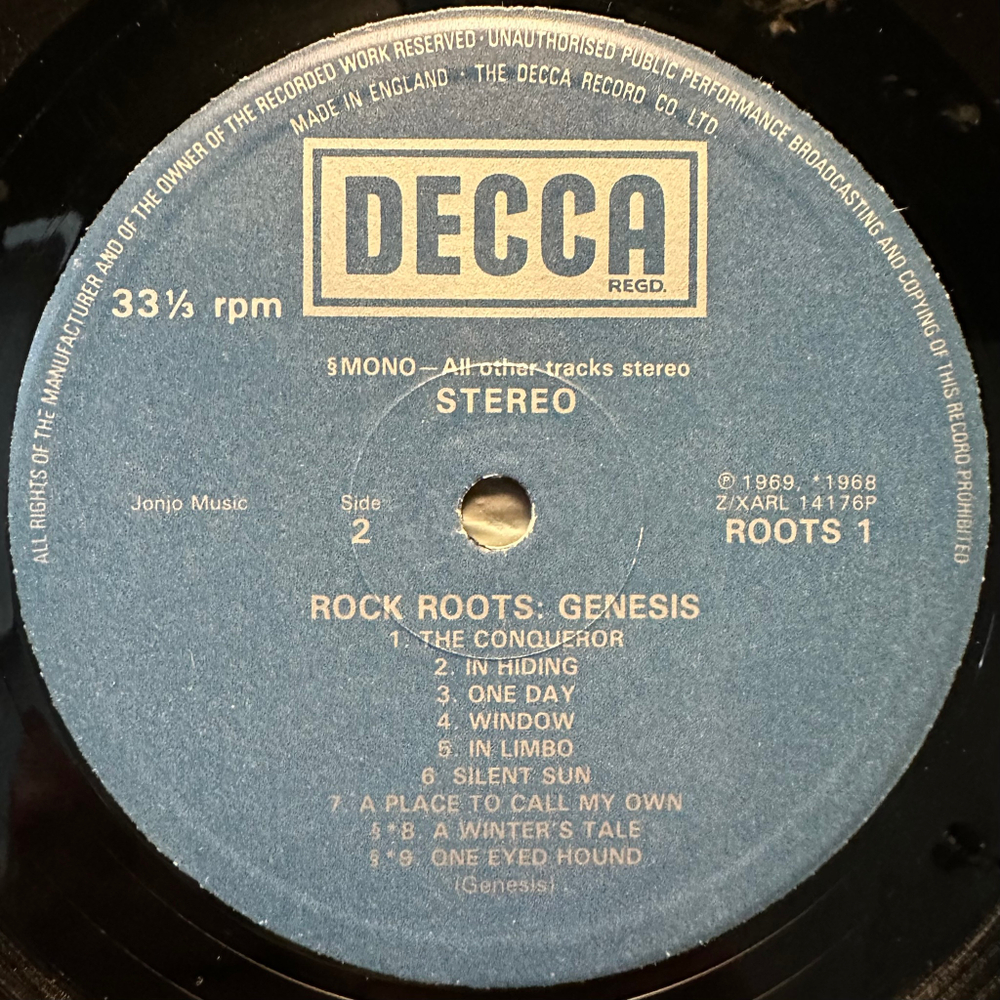 ALL RIGHTS OF THE MANUFACTURER AND OF THE OWNER OF THE RECORDED WORK RESERVED · UNAUTHORISED PUBLIC PERFORMANCE BROADCASTING AND COPYING OF THIS RECORD PROHIBITED
MADE IN ENGLAND · THE DECCA RECORD CO. LTD.
DECCA
REGD.
33⅓ rpm
§MONO—All other tracks stereo
STEREO
Jonjo Music
Side
2
℗ 1969, *1968
Z/XARL 14176P
ROOTS 1
ROCK ROOTS: GENESIS
1. THE CONQUEROR
2. IN HIDING
3. ONE DAY
4. WINDOW
5. IN LIMBO
6. SILENT SUN
7. A PLACE TO CALL MY OWN
§*8. A WINTER'S TALE
§*9. ONE EYED HOUND
(Genesis)